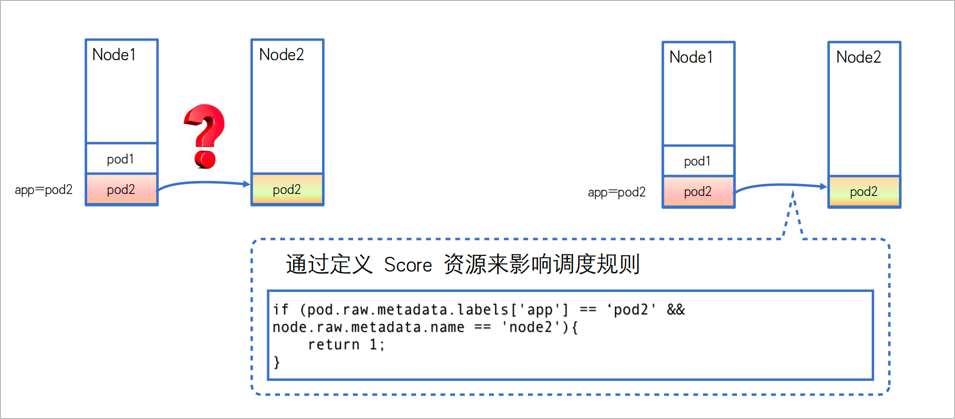 Node1
Node2
pod1
app=pod2
pod2
pod2
Node1
Node2
pod1
app=pod2
pod2
pod2
通过定义 Score 资源来影响调度规则
if (pod.raw.metadata.labels['app'] == ‘pod2' &&
node.raw.metadata.name == 'node2'){
    return 1;
}